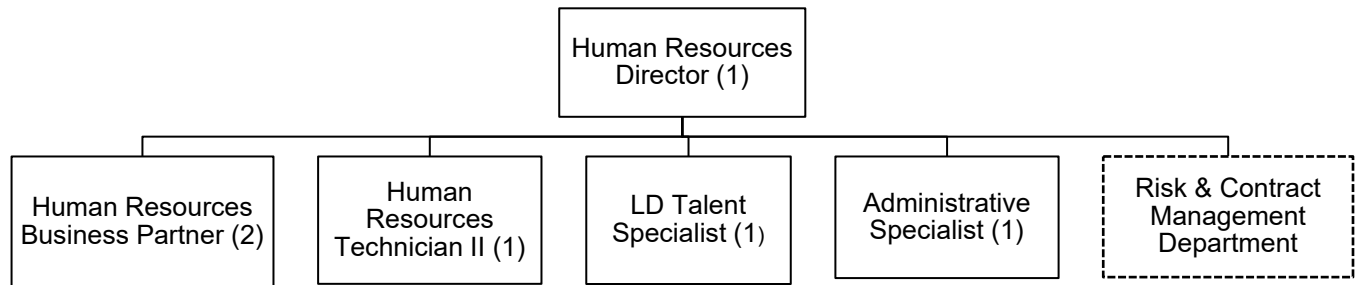 Human Resources
Director (1)
Human Resources
Business Partner (2)
Human
Resources
Technician II (1)
LD Talent
Specialist (1)
Administrative
Specialist (1)
Risk & Contract
Management
Department